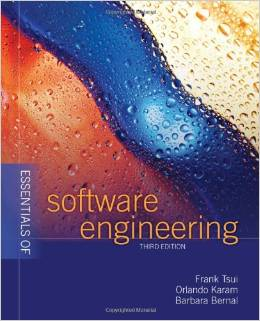 ESSENTIALS OF
software
engineering
THIRD EDITION
Frank Tsui
Orlando Karam
Barbara Bernal